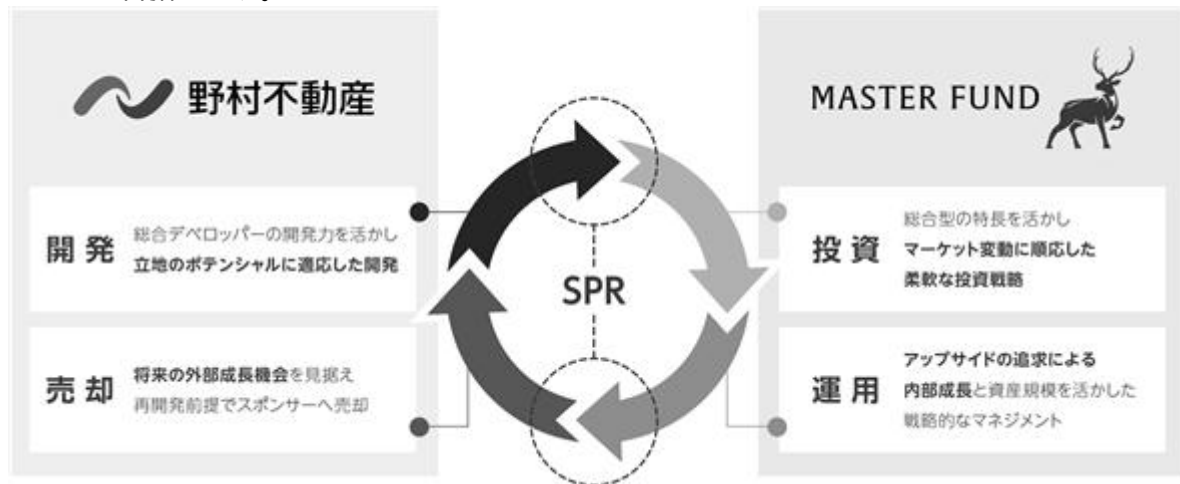 野村不動産
開発
総合デベロッパーの開発力を活かし
立地のポテンシャルに適応した開発
売却
将来の外部成長機会を見据え
再開発前提でスポンサーへ売却
SPR
MASTER FUND
投資
総合型の特長を活かし
マーケット変動に順応した
柔軟な投資戦略
運用
アップサイドの追求による
内部成長と資産規模を活かした
戦略的なマネジメント